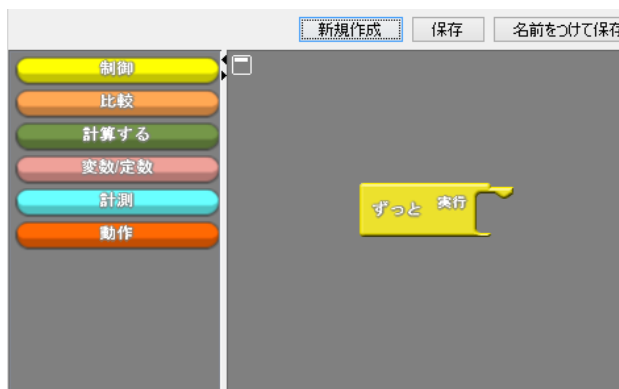 新規作成 保存 名前をつけて保存
制御
比較
計算する
変数/定数
計測
動作
ずっと 実行